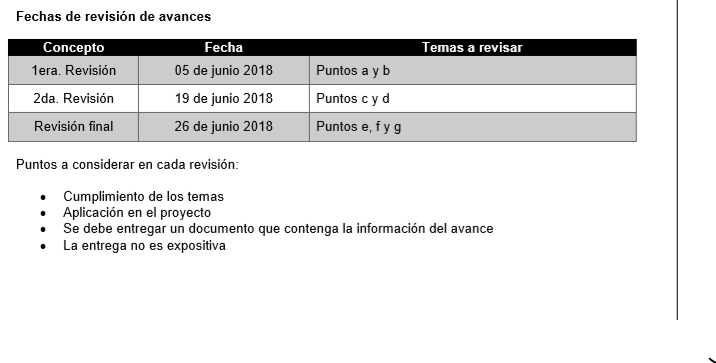 Fechas de revisión de avances
Concepto Fecha Temas a revisar
1era. Revisión 05 de junio 2018 Puntos a y b
2da. Revisión 19 de junio 2018 Puntos c y d
Revisión final 26 de junio 2018 Puntos e, f y g
Puntos a considerar en cada revisión:
• Cumplimiento de los temas
• Aplicación en el proyecto
• Se debe entregar un documento que contenga la información del avance
• La entrega no es expositiva